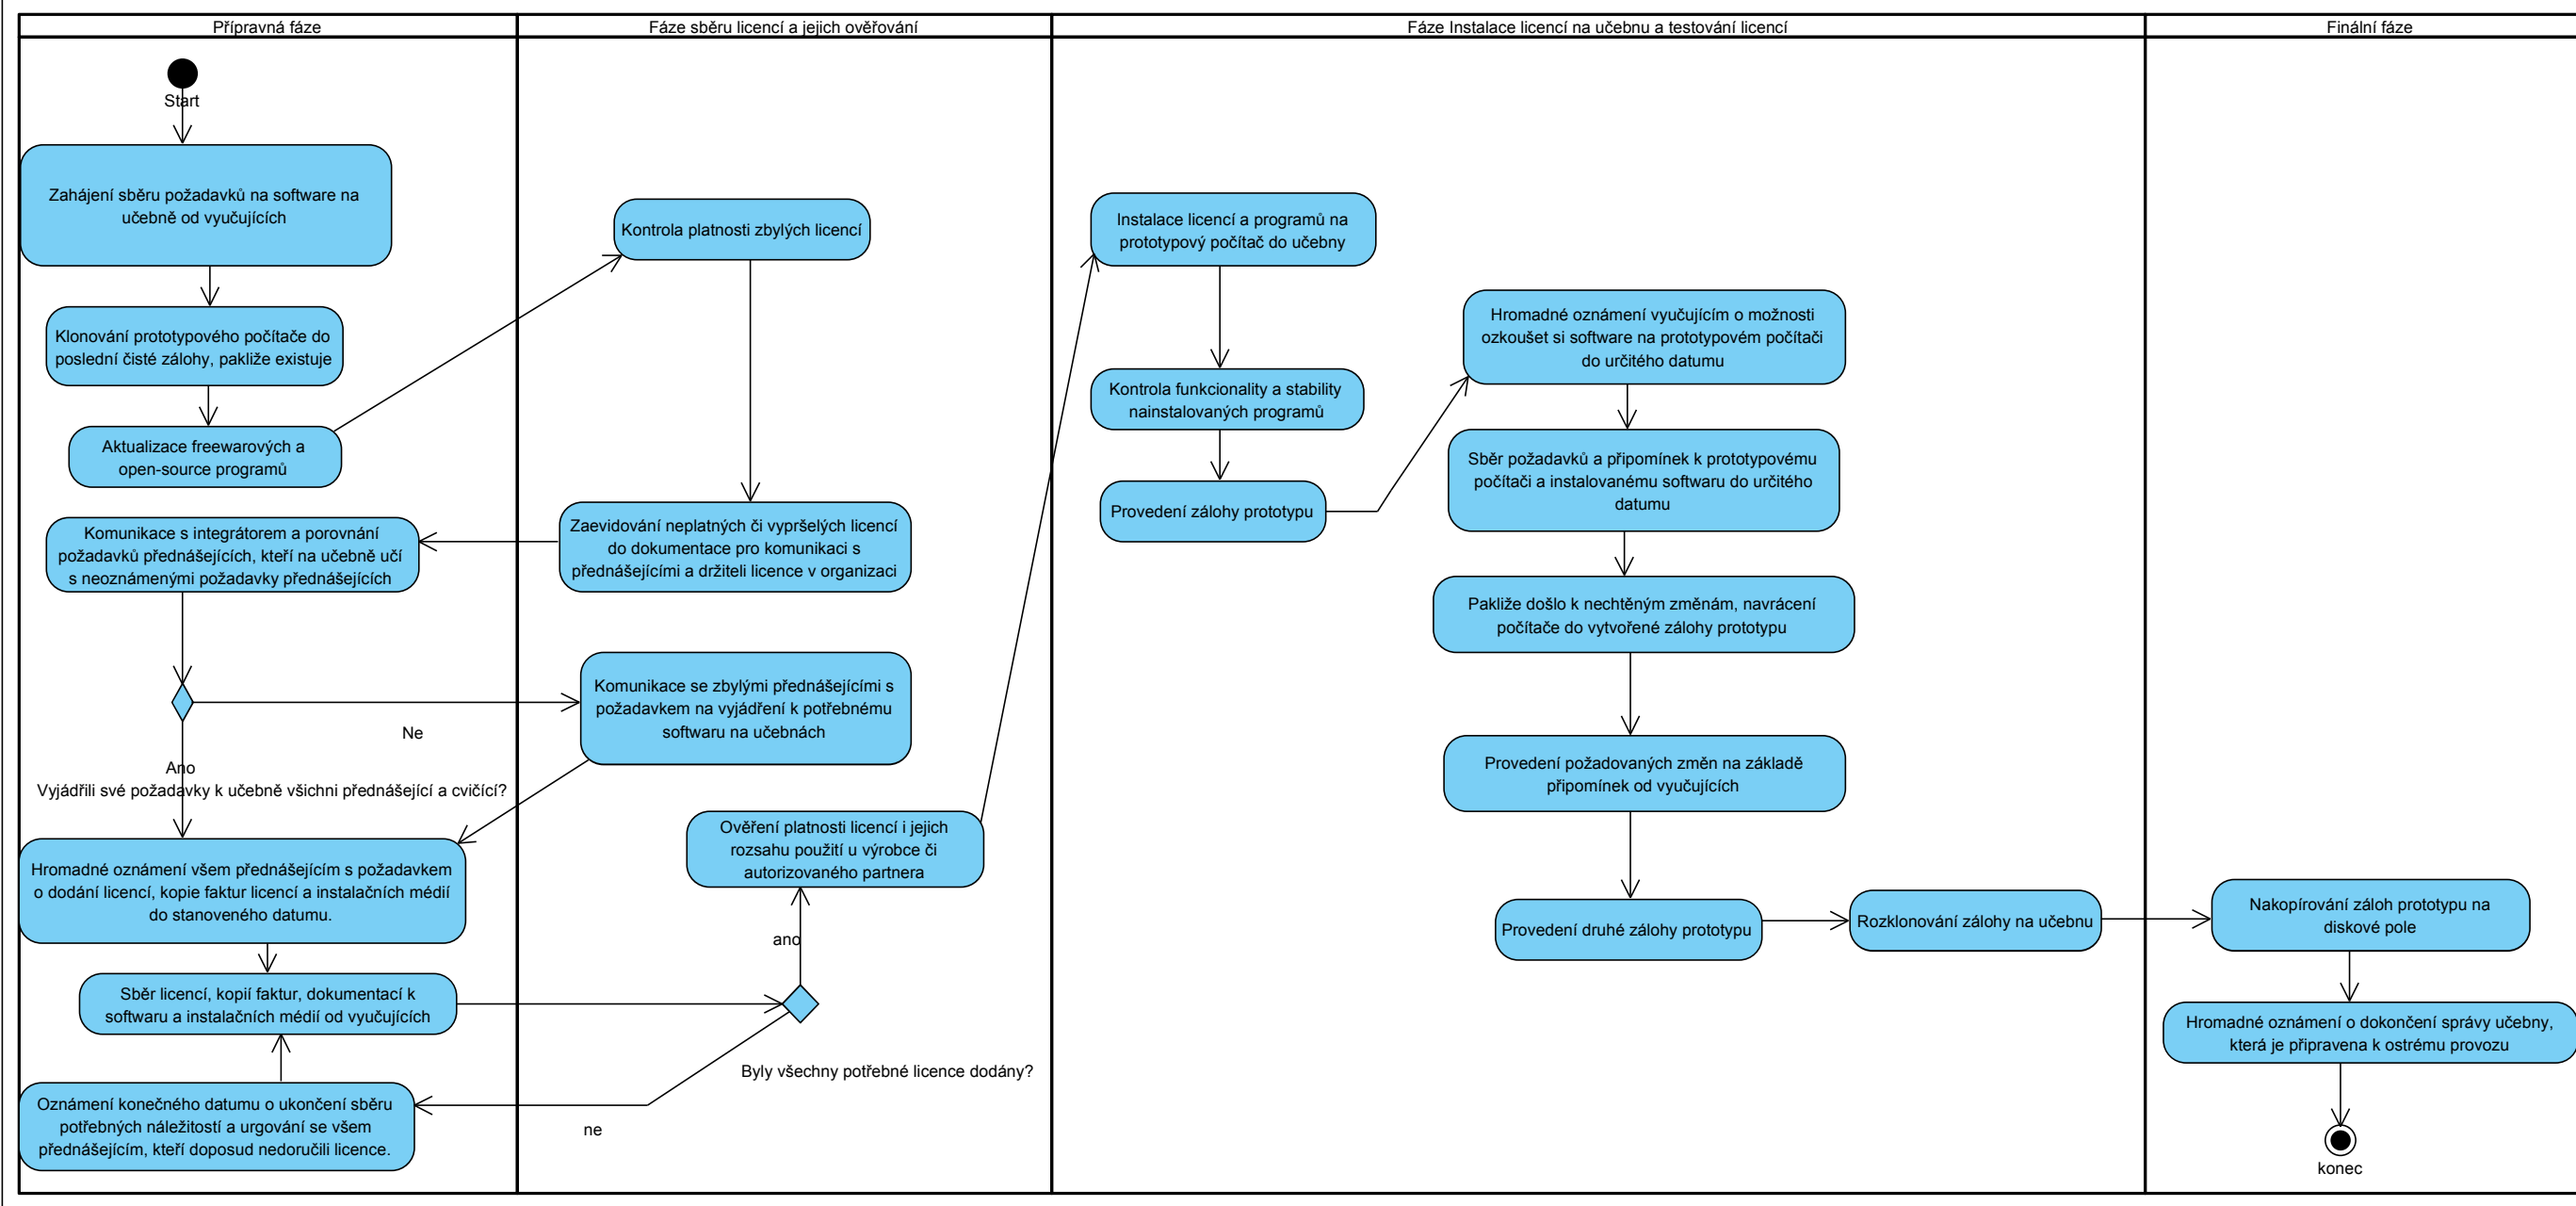 Přípravná fáze
Fáze sběru licencí a jejich ověřování
Fáze Instalace licencí na učebnu a testování licencí
Finální fáze
Start
Zahájení sběru požadavků na software na
učebně od vyučujících
Klonování prototypového počítače do
poslední čisté zálohy, pakliže existuje
Aktualizace freewarových a
open-source programů
Komunikace s integrátorem a porovnání
požadavků přednášejících, kteří na učebně učí
s neoznámenými požadavky přednášejících
Ne
Ano
Vyjádřili své požadavky k učebně všichni přednášející a cvičící?
Hromadné oznámení všem přednášejícím s požadavkem
o dodání licencí, kopie faktur licencí a instalačních médií
do stanoveného datumu.
Sběr licencí, kopií faktur, dokumentací k
softwaru a instalačních médií od vyučujících
Oznámení konečného datumu o ukončení sběru
potřebných náležitostí a urgování se všem
přednášejícím, kteří doposud nedoručili licence.
Kontrola platnosti zbylých licencí
Zaevidování neplatných či vypršelých licencí
do dokumentace pro komunikaci s
přednášejícími a držiteli licence v organizaci
Komunikace se zbylými přednášejícími s
požadavkem na vyjádření k potřebnému
softwaru na učebnách
Ověření platnosti licencí i jejich
rozsahu použití u výrobce či
autorizovaného partnera
ano
Byly všechny potřebné licence dodány?
ne
Instalace licencí a programů na
prototypový počítač do učebny
Kontrola funkcionality a stability
nainstalovaných programů
Provedení zálohy prototypu
Hromadné oznámení vyučujícím o možnosti
ozkoušet si software na prototypovém počítači
do určitého datumu
Sběr požadavků a připomínek k prototypovému
počítači a instalovanému softwaru do určitého
datumu
Pakliže došlo k nechtěným změnám, navrácení
počítače do vytvořené zálohy prototypu
Provedení požadovaných změn na základě
připomínek od vyučujících
Provedení druhé zálohy prototypu
Rozklonování zálohy na učebnu
Nakopírování záloh prototypu na
diskové pole
Hromadné oznámení o dokončení správy učebny,
která je připravena k ostrému provozu
konec